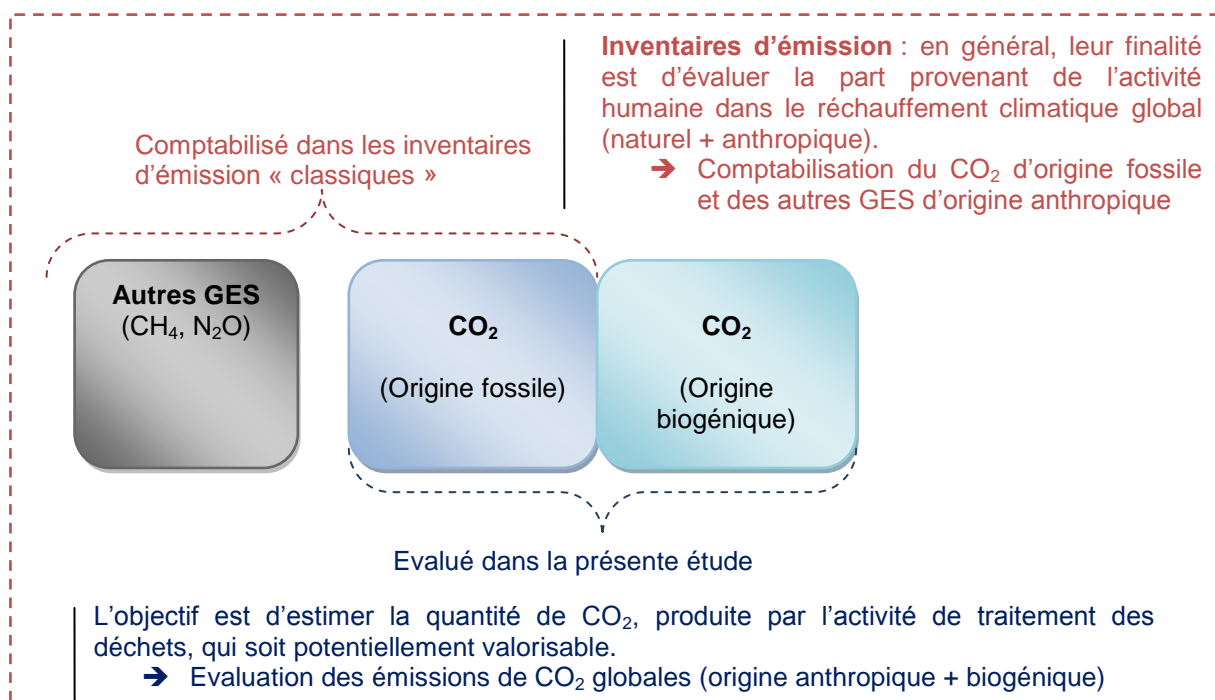 Inventaires d’émission : en général, leur finalité
est d’évaluer la part provenant de l’activité
humaine dans le réchauffement climatique global
(naturel + anthropique).
➔ Comptabilisation du CO₂ d’origine fossile
et des autres GES d’origine anthropique
Comptabilisé dans les inventaires
d’émission « classiques »
Autres GES
(CH₄, N₂O)
CO₂
(Origine fossile)
CO₂
(Origine
biogénique)
Evalué dans la présente étude
L’objectif est d’estimer la quantité de CO₂, produite par l’activité de traitement des
déchets, qui soit potentiellement valorisable.
➔ Evaluation des émissions de CO₂ globales (origine anthropique + biogénique)